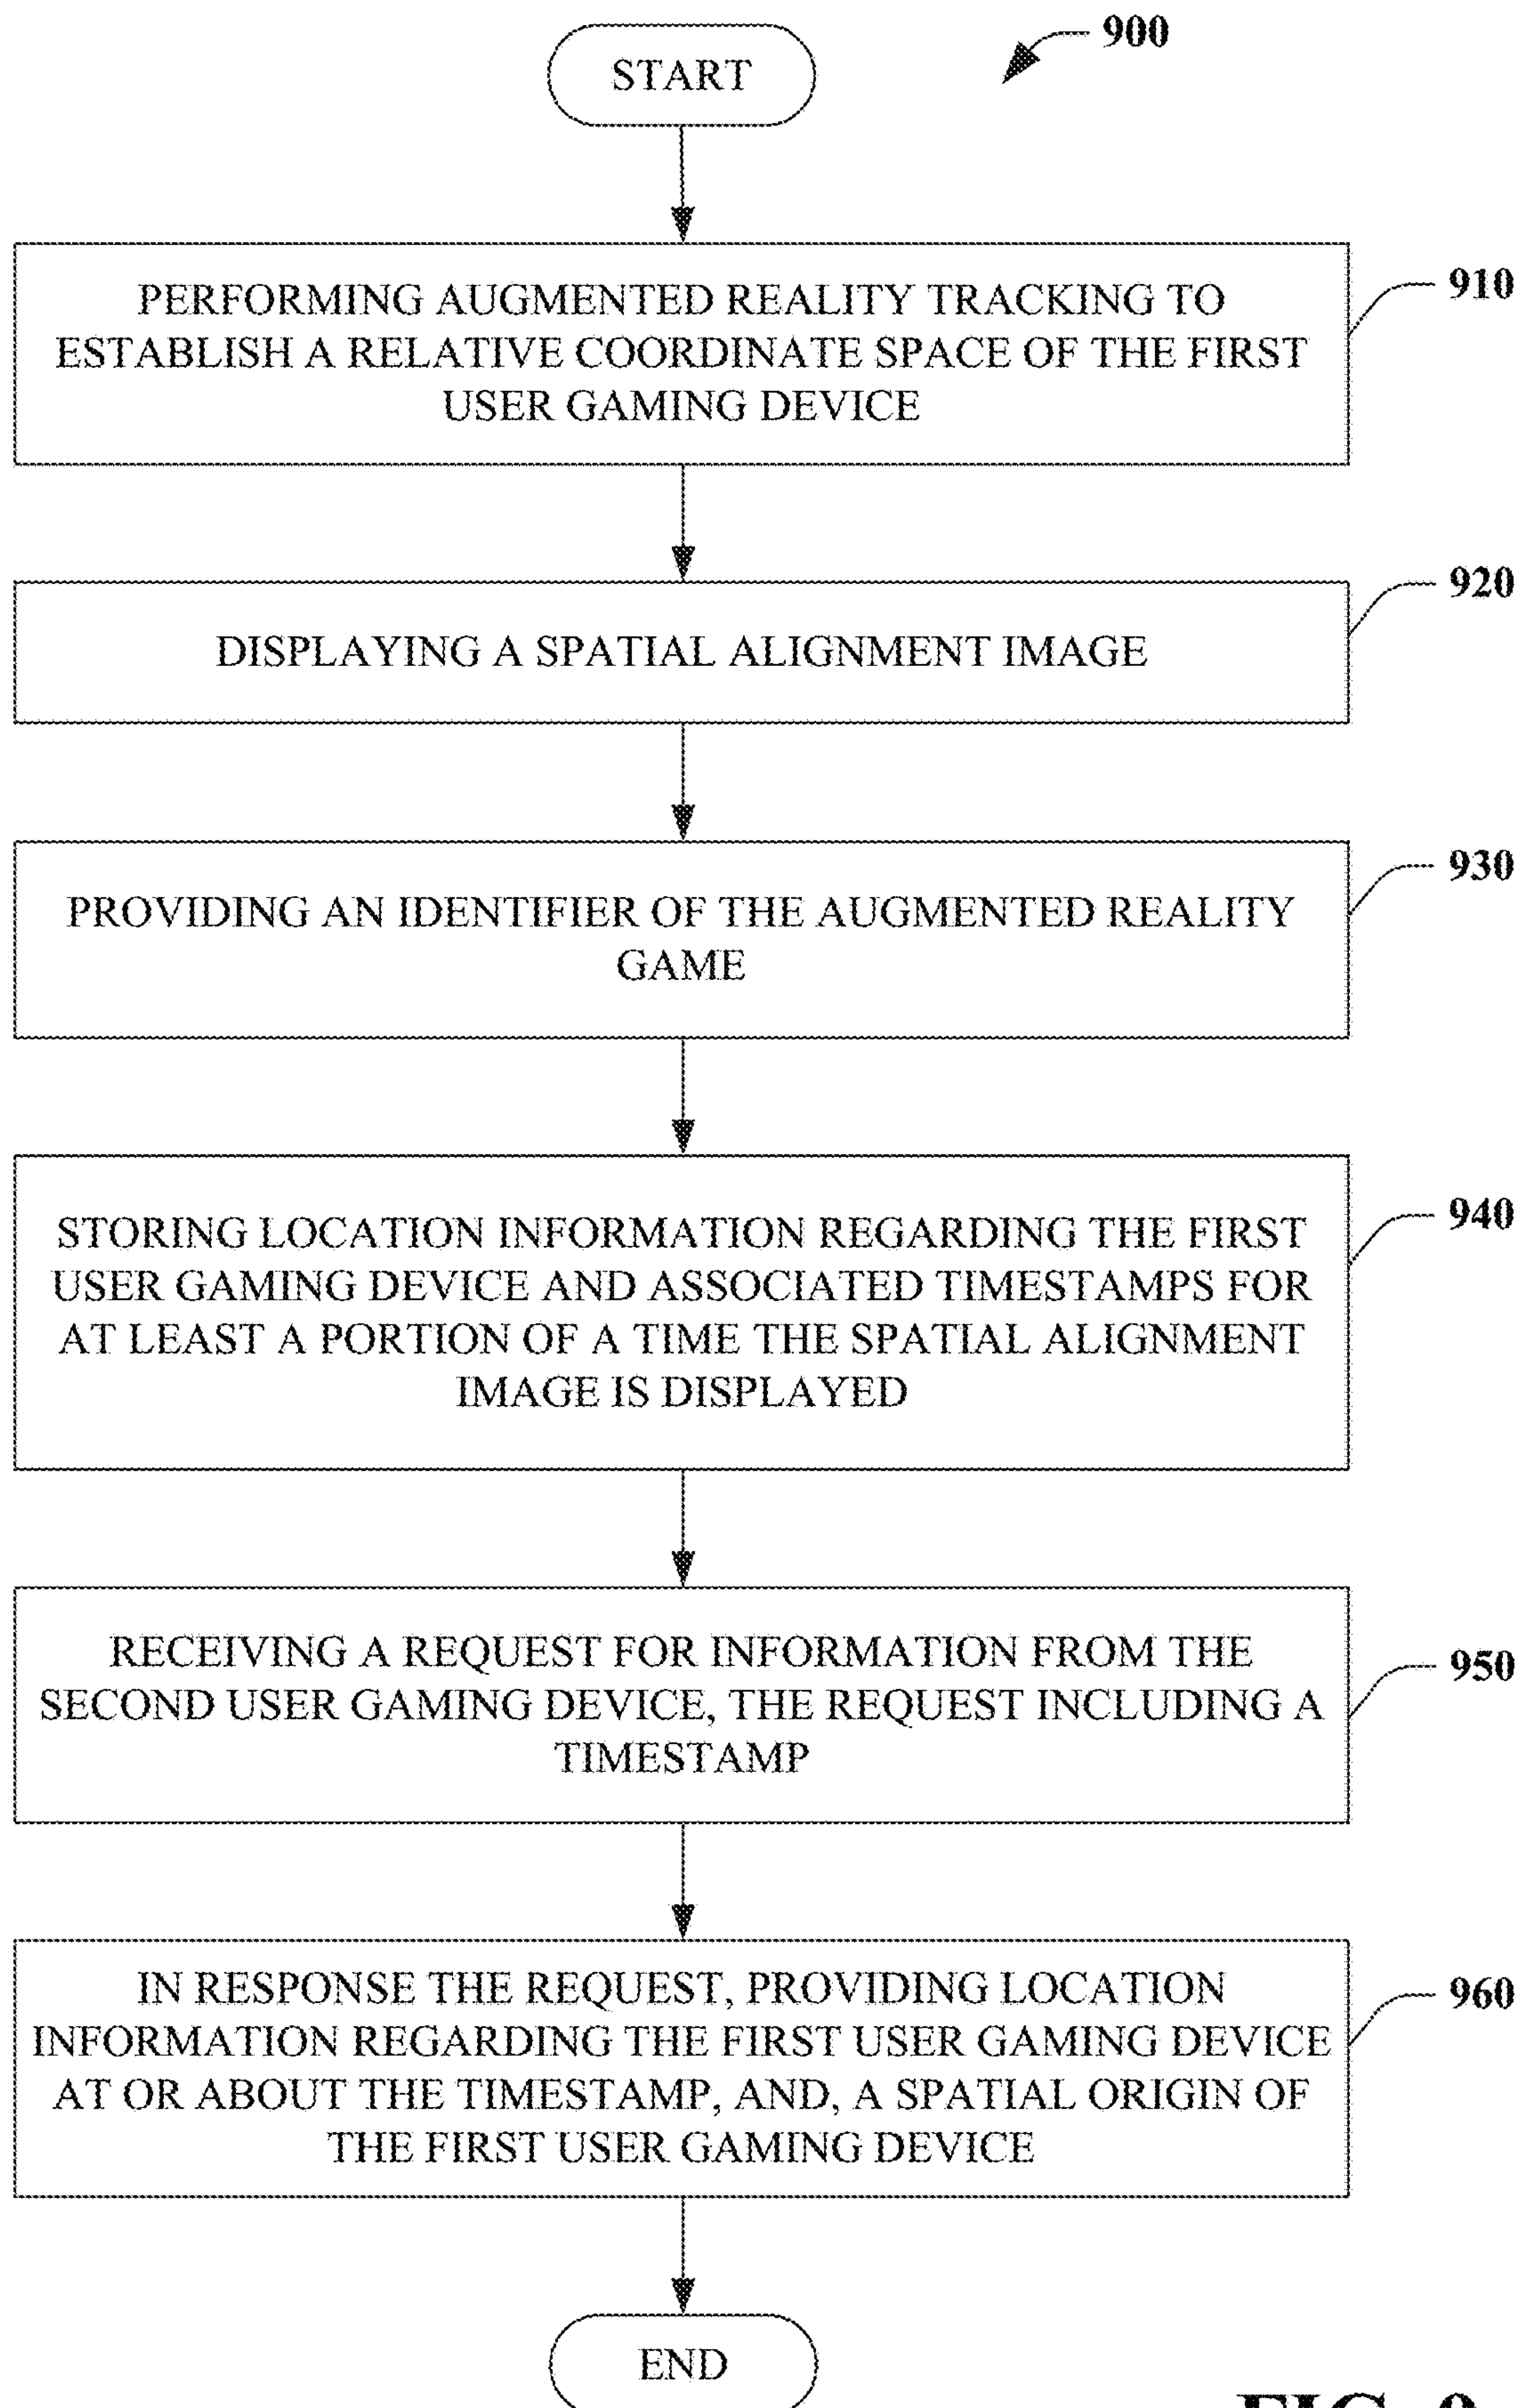 START
900
PERFORMING AUGMENTED REALITY TRACKING TO
ESTABLISH A RELATIVE COORDINATE SPACE OF THE FIRST
USER GAMING DEVICE
910
DISPLAYING A SPATIAL ALIGNMENT IMAGE
920
PROVIDING AN IDENTIFIER OF THE AUGMENTED REALITY
GAME
930
STORING LOCATION INFORMATION REGARDING THE FIRST
USER GAMING DEVICE AND ASSOCIATED TIMESTAMPS FOR
AT LEAST A PORTION OF A TIME THE SPATIAL ALIGNMENT
IMAGE IS DISPLAYED
940
RECEIVING A REQUEST FOR INFORMATION FROM THE
SECOND USER GAMING DEVICE, THE REQUEST INCLUDING A
TIMESTAMP
950
IN RESPONSE THE REQUEST, PROVIDING LOCATION
INFORMATION REGARDING THE FIRST USER GAMING DEVICE
AT OR ABOUT THE TIMESTAMP, AND, A SPATIAL ORIGIN OF
THE FIRST USER GAMING DEVICE
960
END